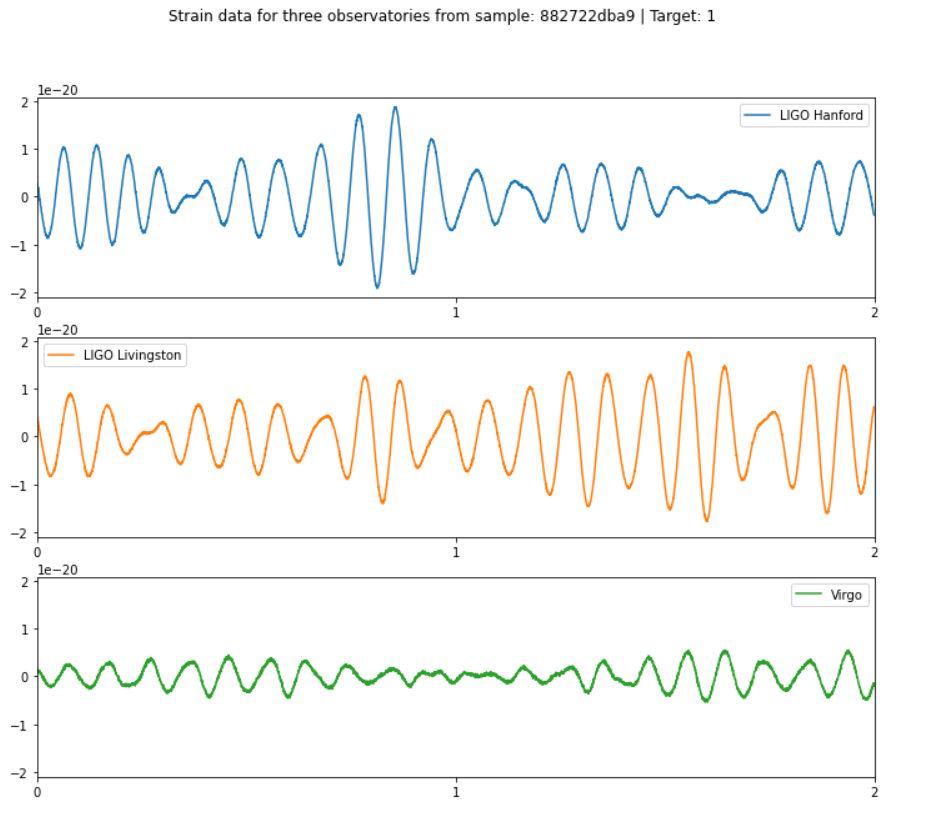 Strain data for three observatories from sample: 882722dba9 | Target: 1
1e−20
2
1
0
−1
−2
LIGO Hanford
0 1 2
1e−20
2
1
0
−1
−2
LIGO Livingston
0 1 2
1e−20
2
1
0
−1
−2
Virgo
0 1 2